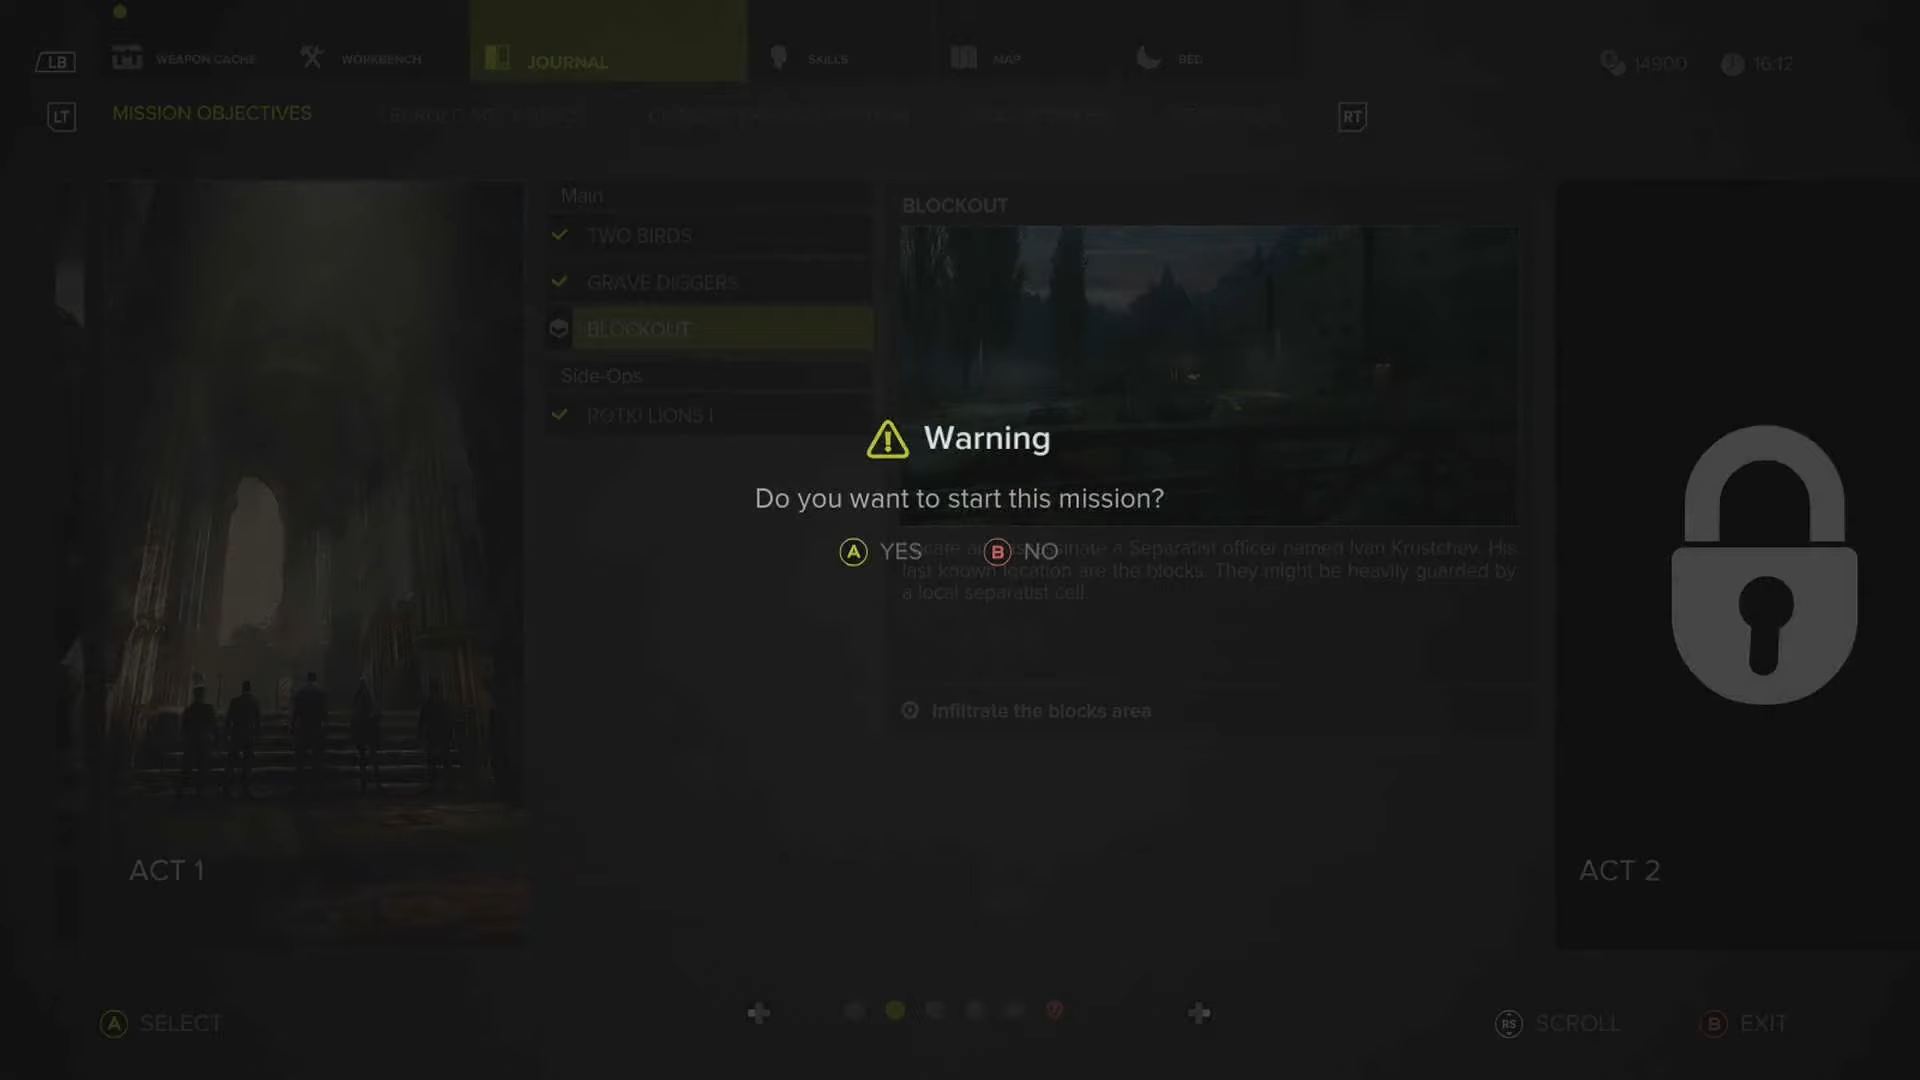 LB
WEAPON CACHE
WORKBENCH
JOURNAL
SKILLS
MAP
BED
14900
16:12
LT
MISSION OBJECTIVES
RT
Main
TWO BIRDS
GRAVE DIGGERS
BLOCKOUT
Side-Ops
ROTKI LIONS I
BLOCKOUT
Warning
Do you want to start this mission?
A YES
B NO
a Separatist officer named Ivan Krustchev. His
last known location are the blocks. They might be heavily guarded by
a local separatist cell.
Infiltrate the blocks area
ACT 1
ACT 2
A SELECT
RS SCROLL
B EXIT